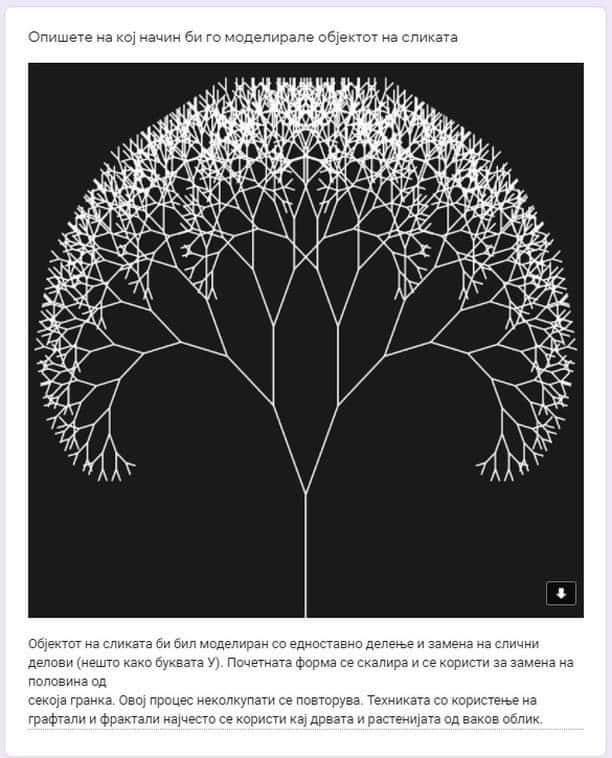 Опишете на кој начин би го моделирале објектот на сликата
Објектот на сликата би бил моделиран со едноставно делење и замена на слични
делови (нешто како буквата У). Почетната форма се скалира и се користи за замена на
половина од
секоја гранка. Овој процес неколкупати се повторува. Техниката со користење на
графтали и фрактали најчесто се користи кај дрвата и растенијата од ваков облик.